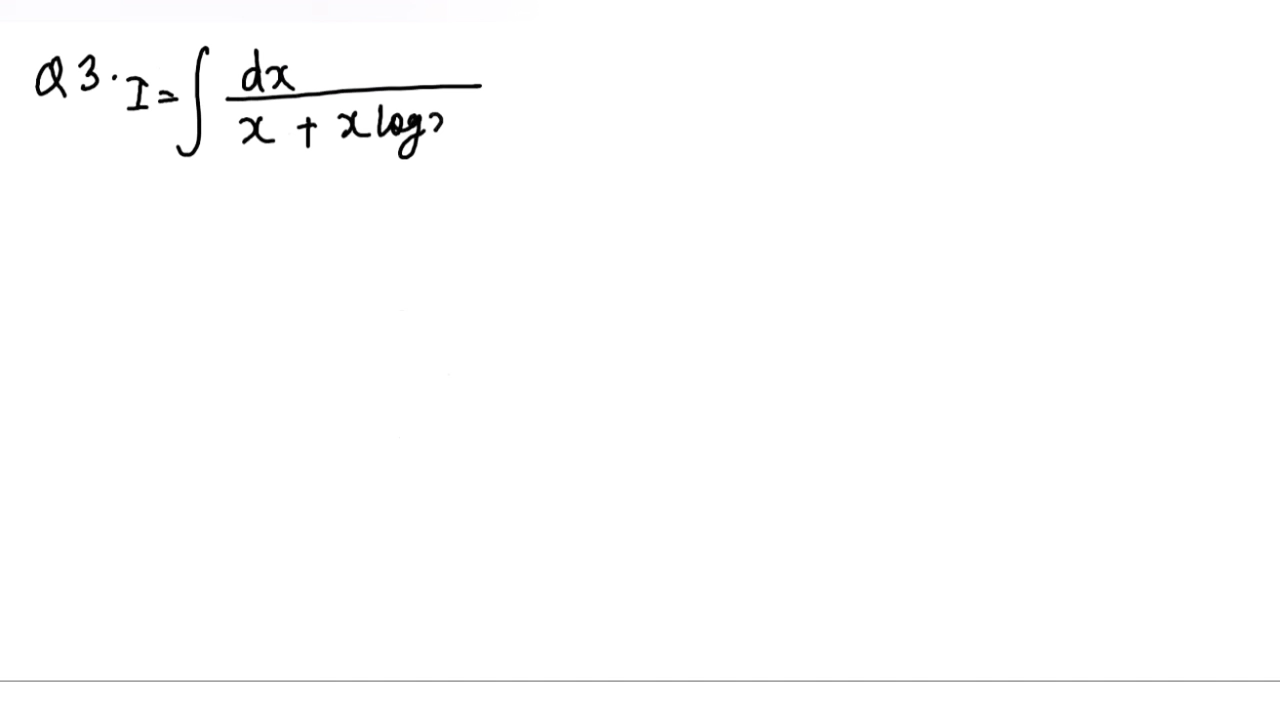 Q3. I = ∫ dx / x + x log